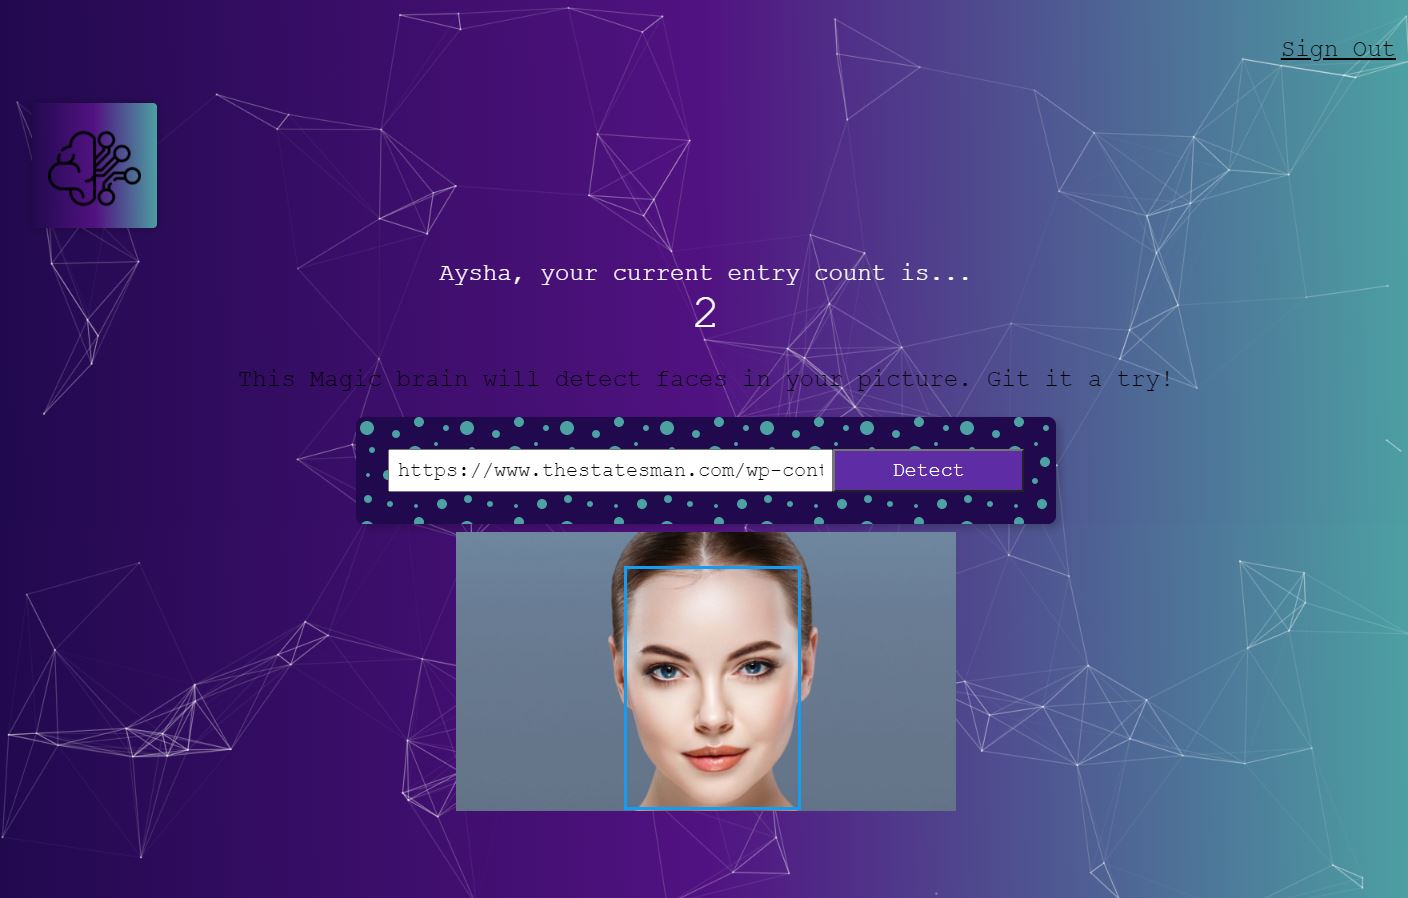 Sign Out
Aysha, your current entry count is...
2
This Magic brain will detect faces in your picture. Git it a try!
https://www.thestatesman.com/wp-cont
Detect